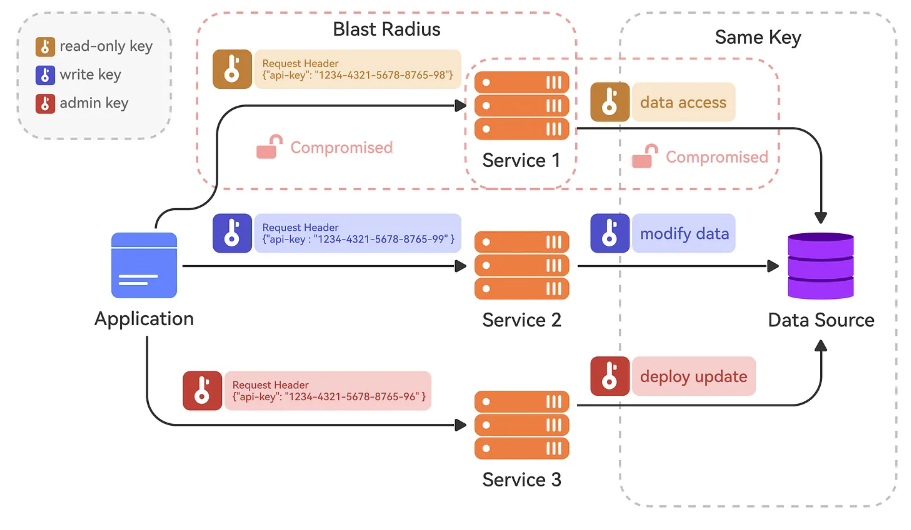 Blast Radius
Same Key
read-only key
write key
admin key
Request Header
{"api-key": "1234-4321-5678-8765-98"}
data access
Compromised
Service 1
Compromised
Request Header
{"api-key : "1234-4321-5678-8765-99" }
modify data
Application
Service 2
Data Source
Request Header
{"api-key": "1234-4321-5678-8765-96" }
deploy update
Service 3